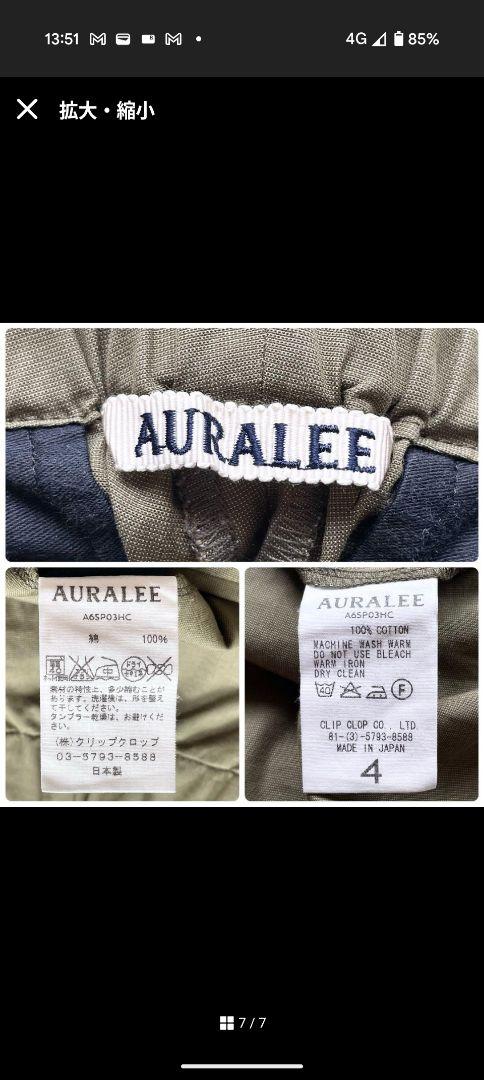 13:51
4G 85%
拡大・縮小
AURALEE
AURALEE
A6SP03HC
綿 100%
素材の特性上、多少縮むことが
あります。洗濯後は、形を整え
て干してください。
タンブラー乾燥は、お避けくだ
さい。
(株)クリップクロップ
03-5793-8588
日本製
AURALEE
A6SP03HC
100% COTTON
MACHINE WASH WARM
DO NOT USE BLEACH
WARM IRON
DRY CLEAN
40
F
CLIP CLOP CO., LTD.
81-(3)-5793-8588
MADE IN JAPAN
4
7 / 7